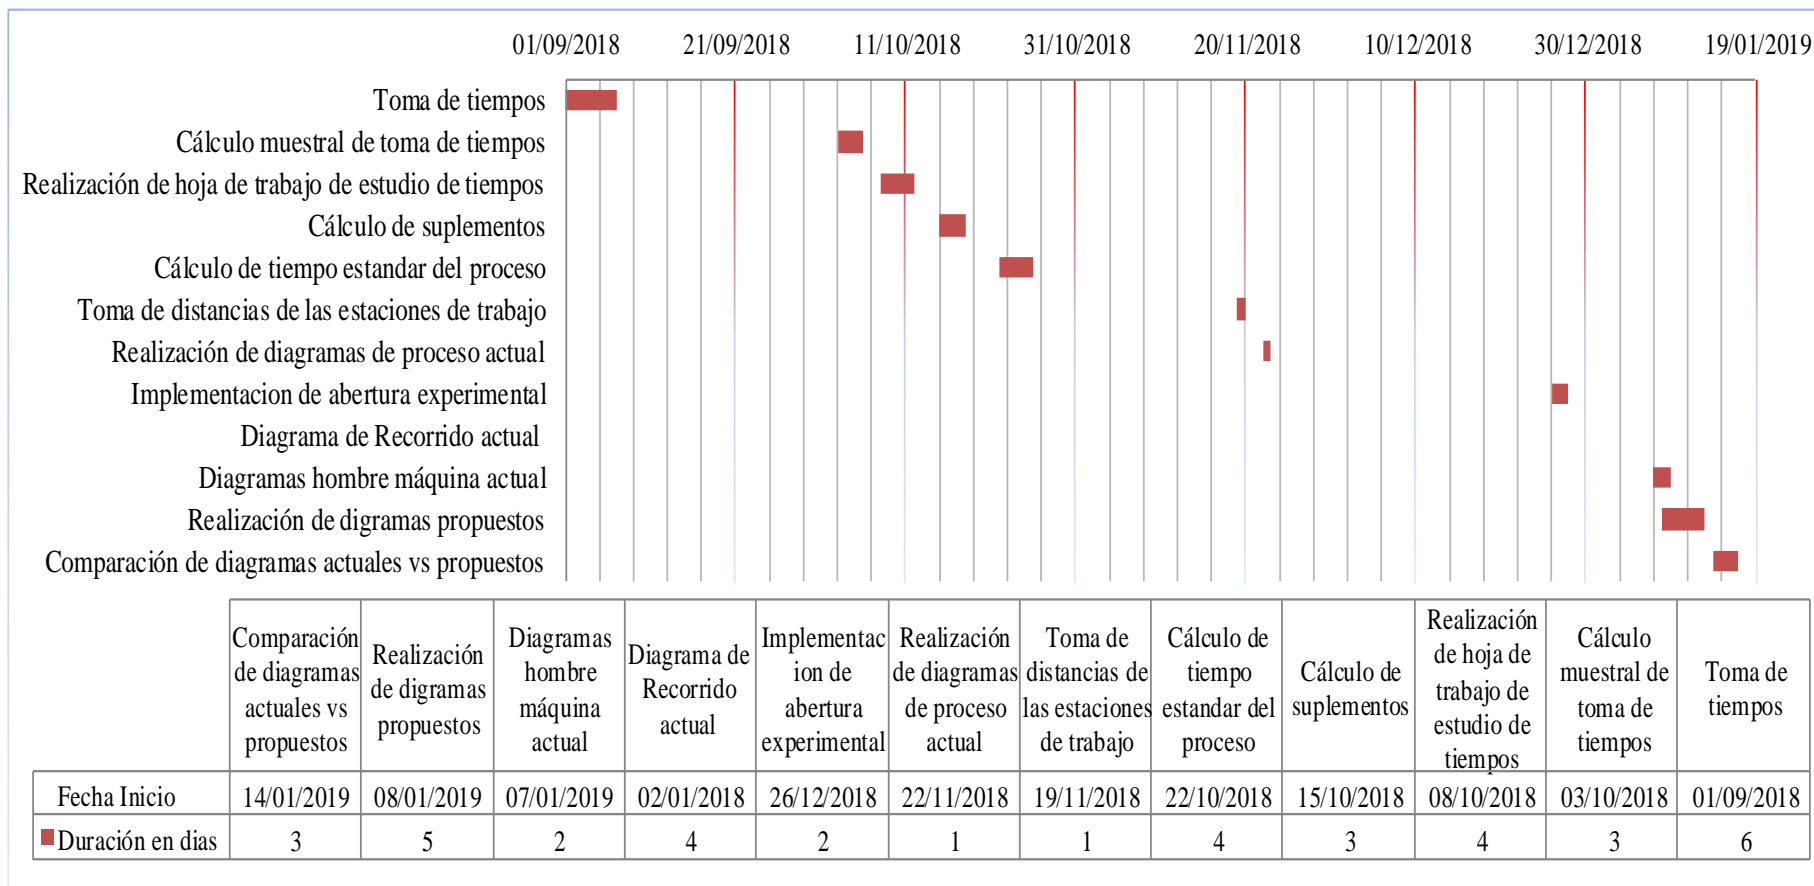 01/09/2018 21/09/2018 11/10/2018 31/10/2018 20/11/2018 10/12/2018 30/12/2018 19/01/2019
Toma de tiempos
Cálculo muestral de toma de tiempos
Realización de hoja de trabajo de estudio de tiempos
Cálculo de suplementos
Cálculo de tiempo estandar del proceso
Toma de distancias de las estaciones de trabajo
Realización de diagramas de proceso actual
Implementacion de abertura experimental
Diagrama de Recorrido actual
Diagramas hombre máquina actual
Realización de digramas propuestos
Comparación de diagramas actuales vs propuestos
Comparación
de diagramas
actuales vs
propuestos
Realización
de digramas
propuestos
Diagramas
hombre
máquina
actual
Diagrama de
Recorrido
actual
Implementac
ion de
abertura
experimental
Realización
de diagramas
de proceso
actual
Toma de
distancias de
las estaciones
de trabajo
Cálculo de
tiempo
estandar del
proceso
Cálculo de
suplementos
Realización
de hoja de
trabajo de
estudio de
tiempos
Cálculo
muestral de
toma de
tiempos
Toma de
tiempos
Fecha Inicio 14/01/2019 08/01/2019 07/01/2019 02/01/2018 26/12/2018 22/11/2018 19/11/2018 22/10/2018 15/10/2018 08/10/2018 03/10/2018 01/09/2018
Duración en dias 3 5 2 4 2 1 1 4 3 4 3 6